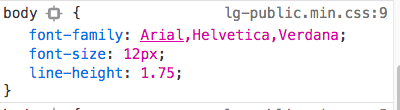 body { lg-public.min.css:9
font-family: Arial,Helvetica,Verdana;
font-size: 12px;
line-height: 1.75;
}